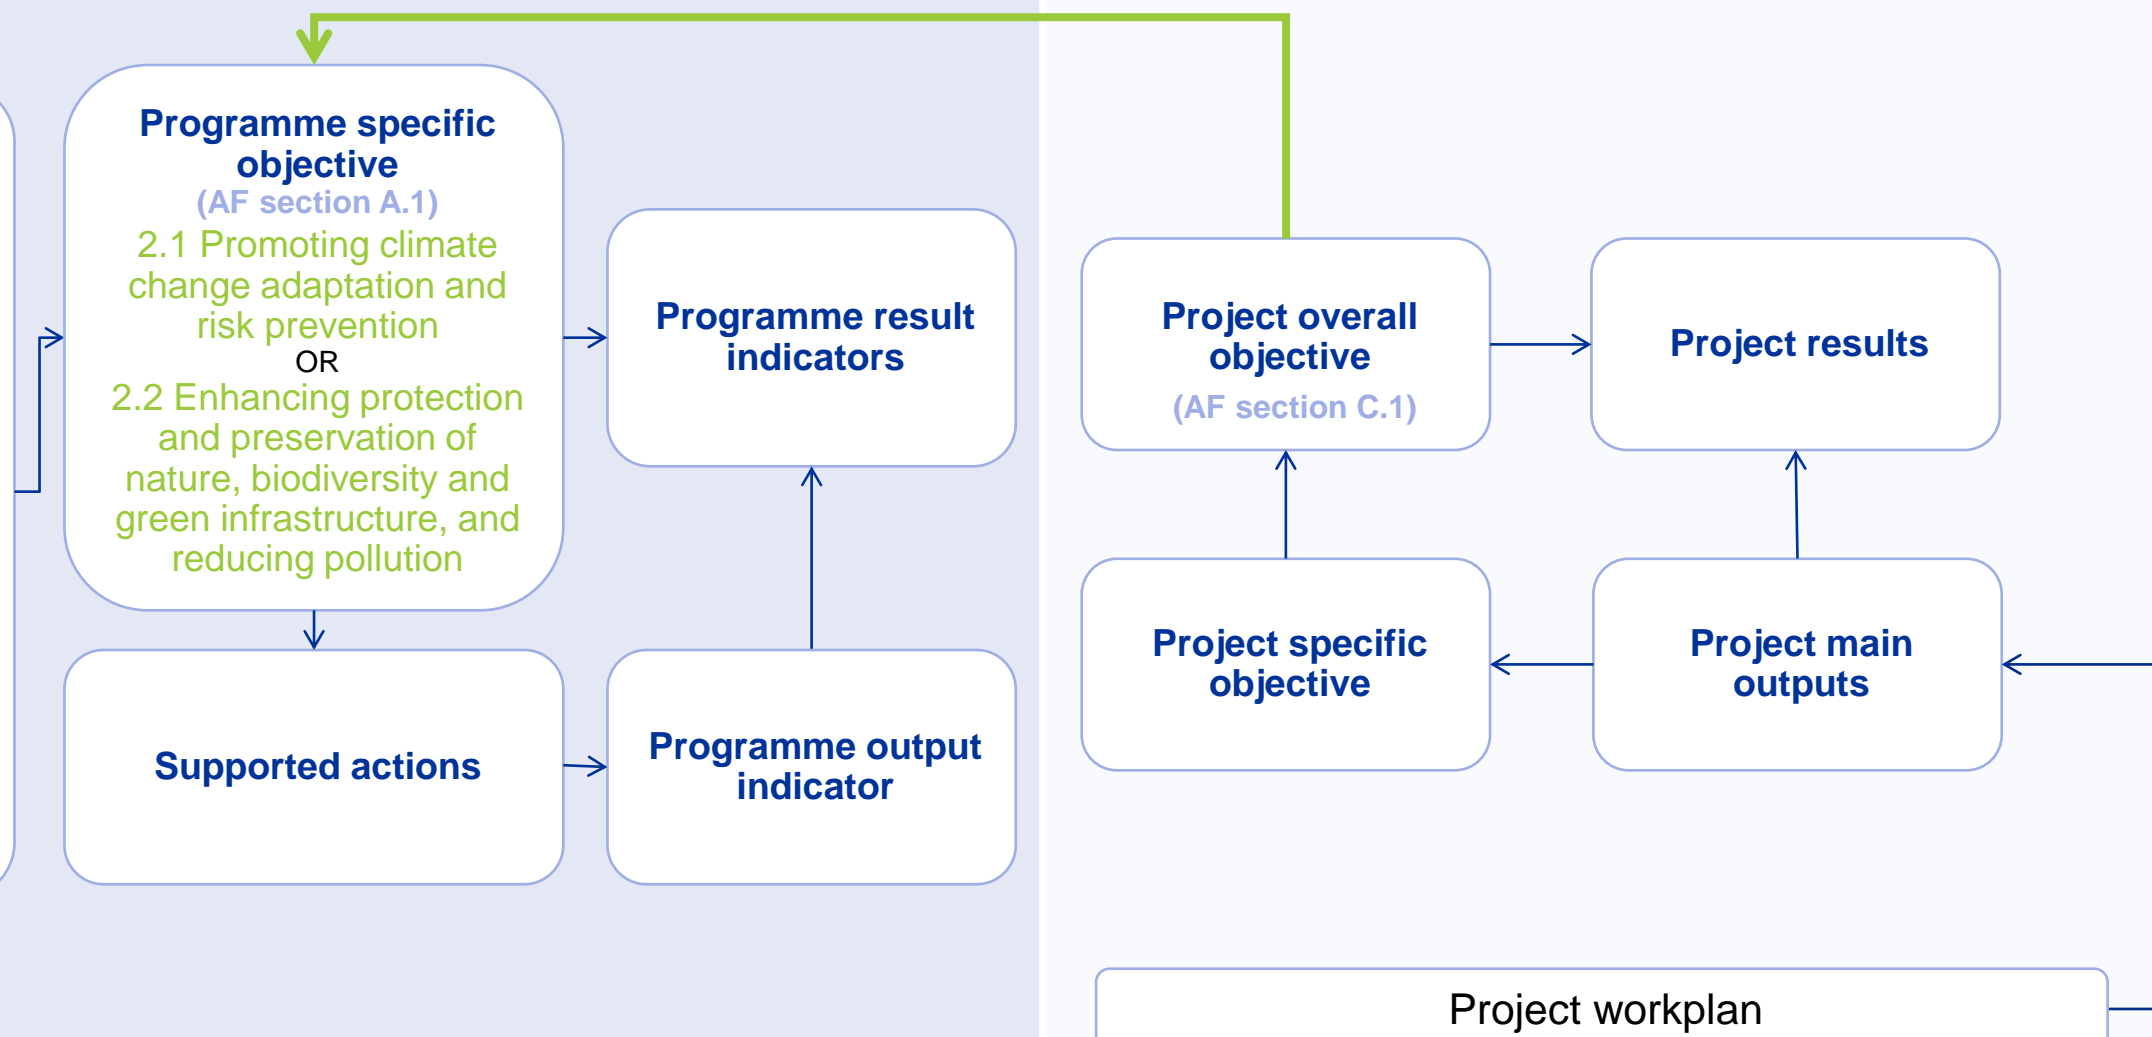 Programme specific
objective
(AF section A.1)
2.1 Promoting climate
change adaptation and
risk prevention
OR
2.2 Enhancing protection
and preservation of
nature, biodiversity and
green infrastructure, and
reducing pollution
Programme result
indicators
Supported actions
Programme output
indicator
Project overall
objective
(AF section C.1)
Project results
Project specific
objective
Project main
outputs
Project workplan